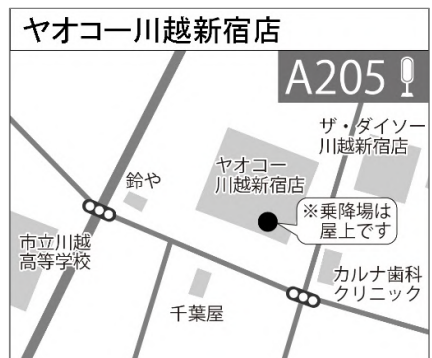 ヤオコー川越新宿店
A205
ザ・ダイソー
川越新宿店
ヤオコー
川越新宿店
鈴や
※乗降場は
屋上です
市立川越
高等学校
カルナ歯科
クリニック
千葉屋